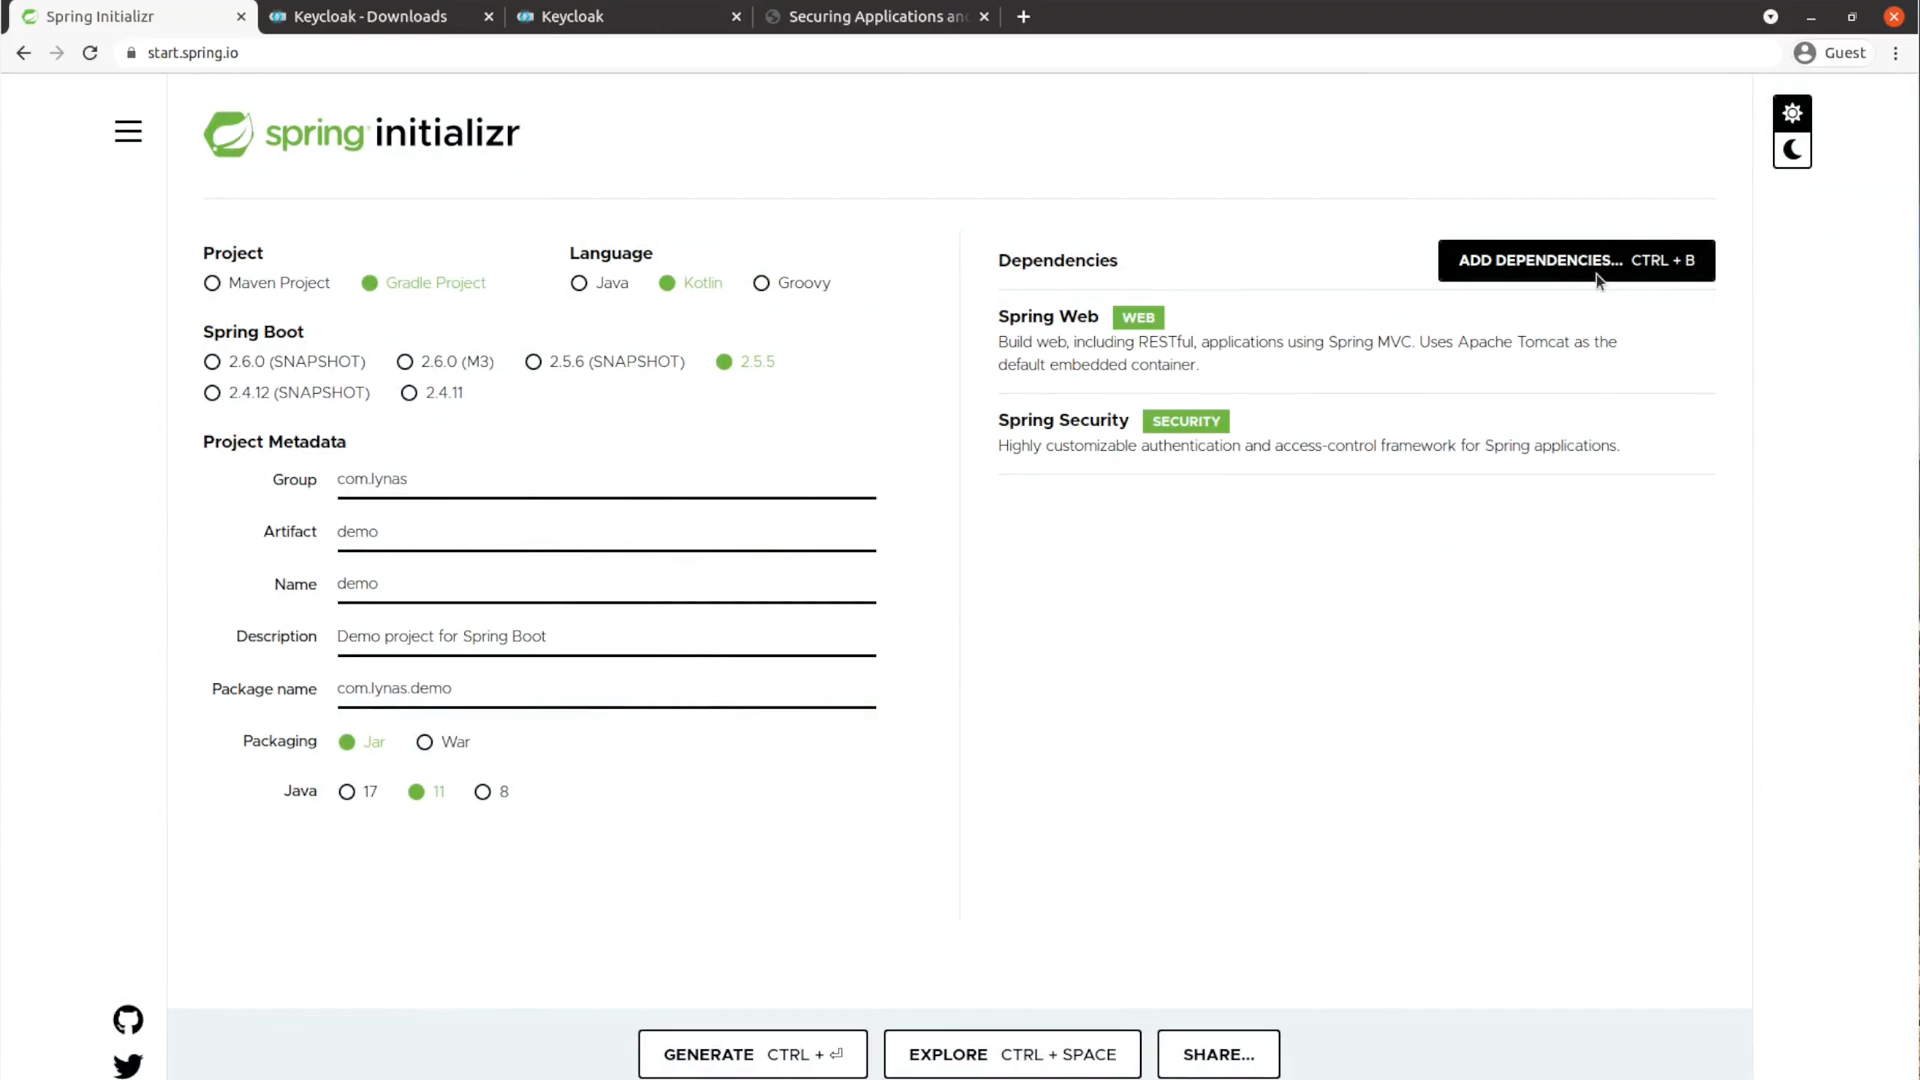 Spring Initializr
Keycloak - Downloads
Keycloak
Securing Applications an
start.spring.io
Guest
spring initializr
Project
Maven Project
Gradle Project
Language
Java
Kotlin
Groovy
Spring Boot
2.6.0 (SNAPSHOT)
2.6.0 (M3)
2.5.6 (SNAPSHOT)
2.5.5
2.4.12 (SNAPSHOT)
2.4.11
Project Metadata
Group com.lynas
Artifact demo
Name demo
Description Demo project for Spring Boot
Package name com.lynas.demo
Packaging Jar War
Java 17 11 8
Dependencies
ADD DEPENDENCIES... CTRL + B
Spring Web WEB
Build web, including RESTful, applications using Spring MVC. Uses Apache Tomcat as the
default embedded container.
Spring Security SECURITY
Highly customizable authentication and access-control framework for Spring applications.
GENERATE CTRL + ⏎
EXPLORE CTRL + SPACE
SHARE...